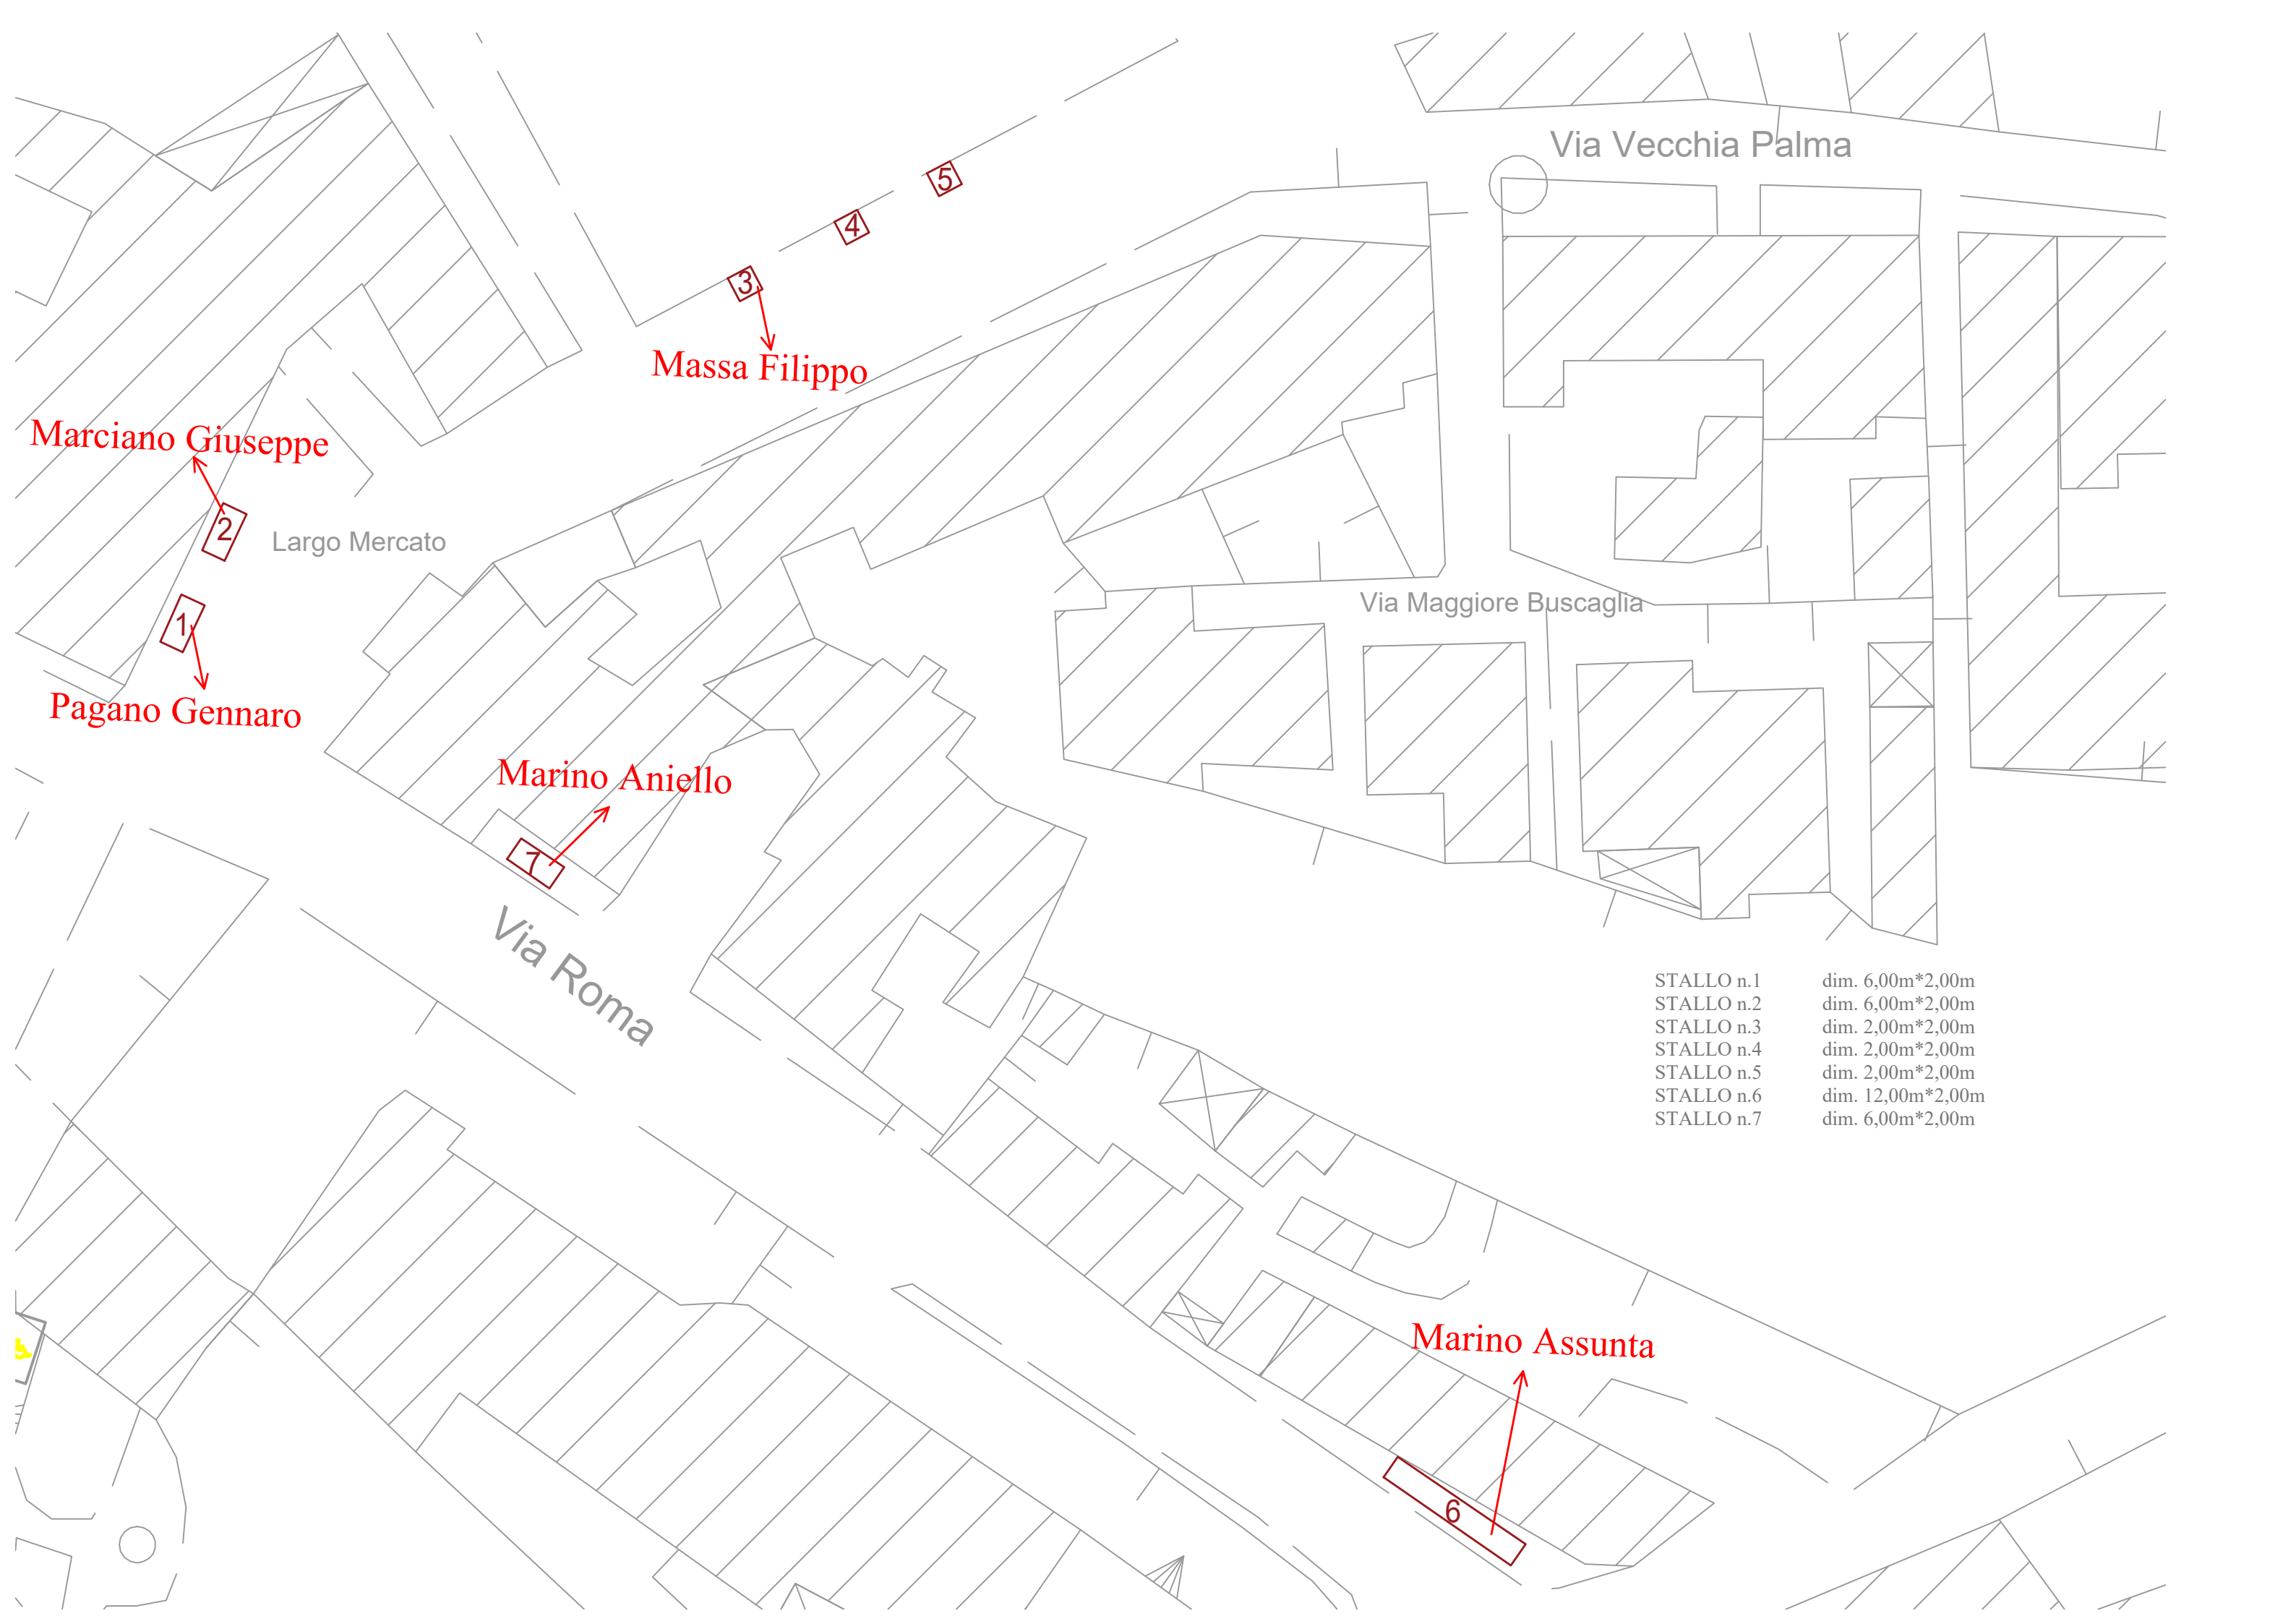 Via Vecchia Palma
5
4
3
Massa Filippo
Marciano Giuseppe
2
Largo Mercato
Via Maggiore Buscaglia
1
Pagano Gennaro
Marino Aniello
7
Via Roma
STALLO n.1 dim. 6,00m*2,00m
STALLO n.2 dim. 6,00m*2,00m
STALLO n.3 dim. 2,00m*2,00m
STALLO n.4 dim. 2,00m*2,00m
STALLO n.5 dim. 2,00m*2,00m
STALLO n.6 dim. 12,00m*2,00m
STALLO n.7 dim. 6,00m*2,00m
Marino Assunta
6